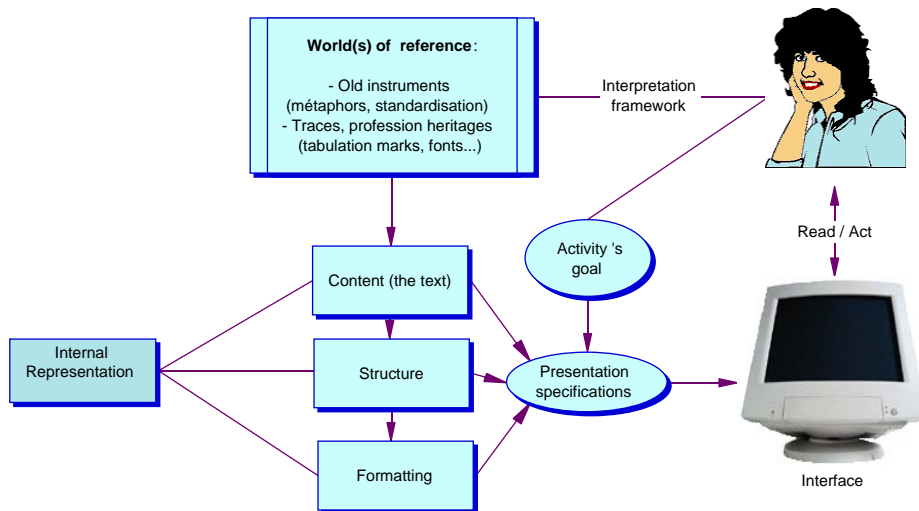 World(s) of reference:
- Old instruments
(métaphors, standardisation)
- Traces, profession heritages
(tabulation marks, fonts...)
Interpretation
framework
Read / Act
Activity 's
goal
Content (the text)
Internal
Representation
Structure
Presentation
specifications
Formatting
Interface